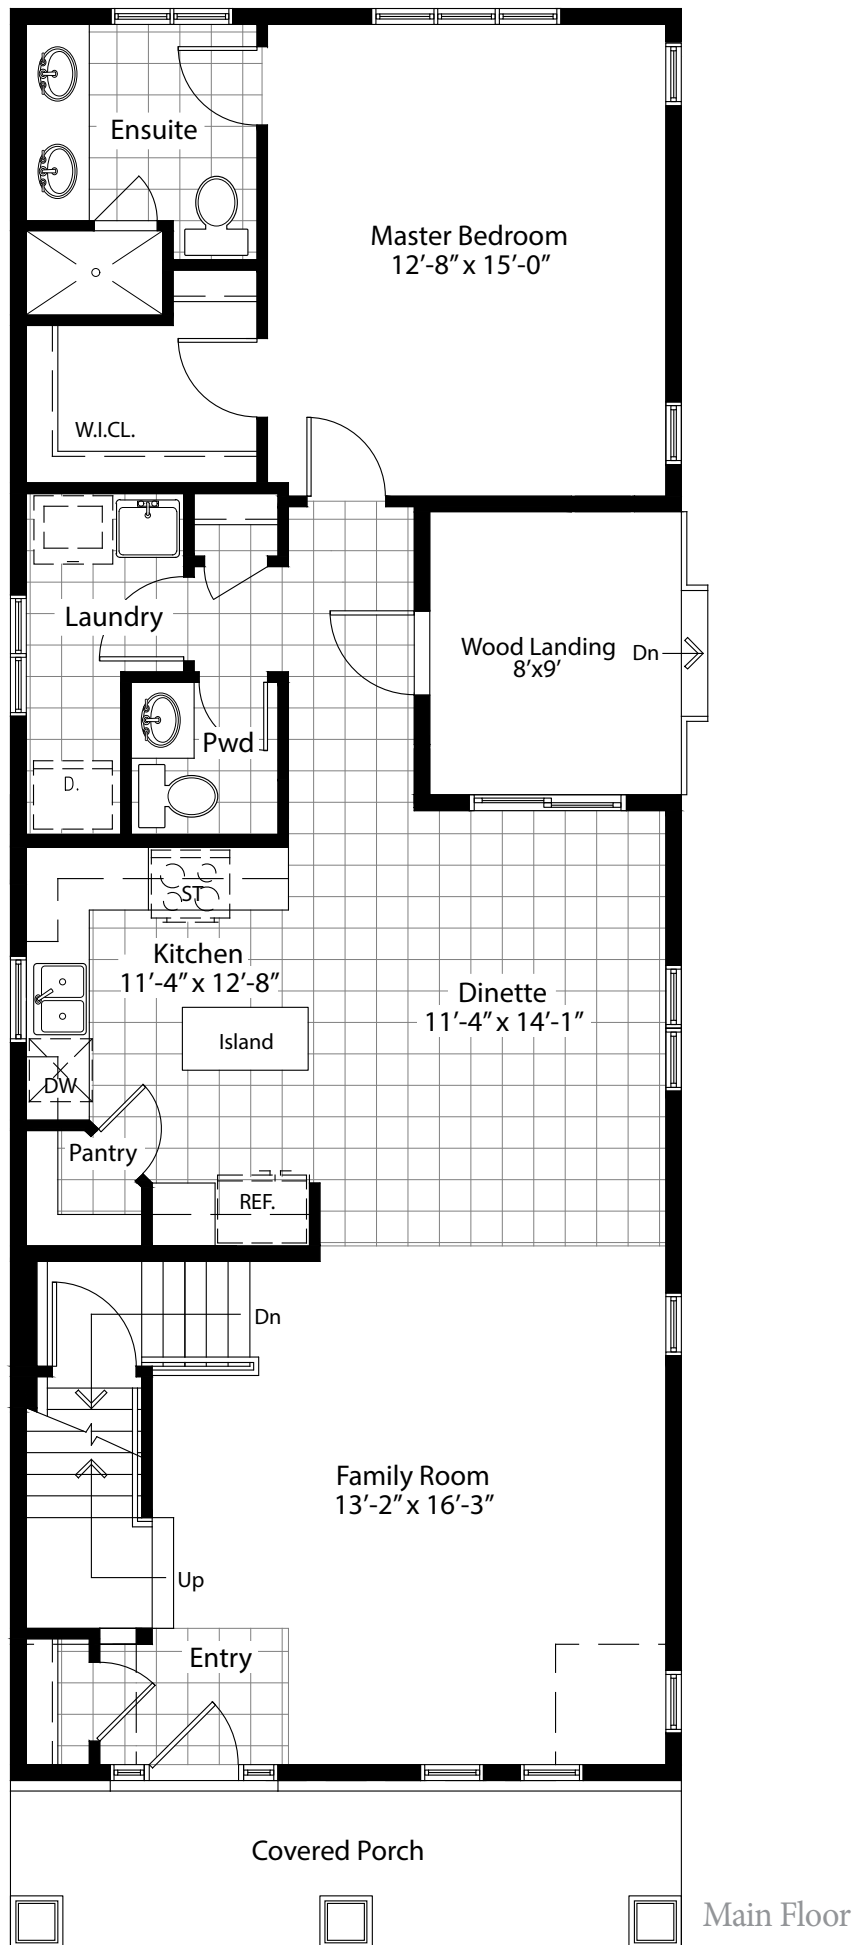 Ensuite
Master Bedroom
12'-8" x 15'-0"
W.I.CL.
Laundry
Wood Landing
8'x9'
Dn
Pwd
D.
ST
Kitchen
11'-4" x 12'-8"
Dinette
11'-4" x 14'-1"
Island
DW
Pantry
REF.
Dn
Family Room
13'-2" x 16'-3"
Up
Entry
Covered Porch
Main Floor